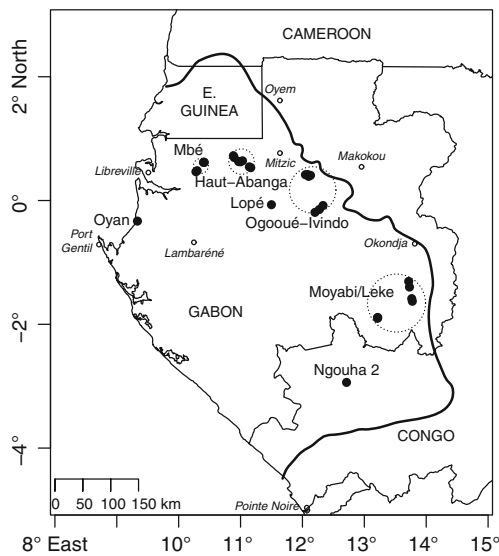 CAMEROON
2° North
E.
GUINEA
Oyem
Mbé
Mitzic
Makokou
Libreville
Haut–Abanga
0°
Lopé
Ogooué–Ivindo
Oyan
Port
Gentil
Lambaréné
Okondja
Moyabi/Leke
GABON
−2°
Ngouha 2
−4°
CONGO
0 50 100 150 km
Pointe Noire
8° East 10° 11° 12° 13° 14° 15°